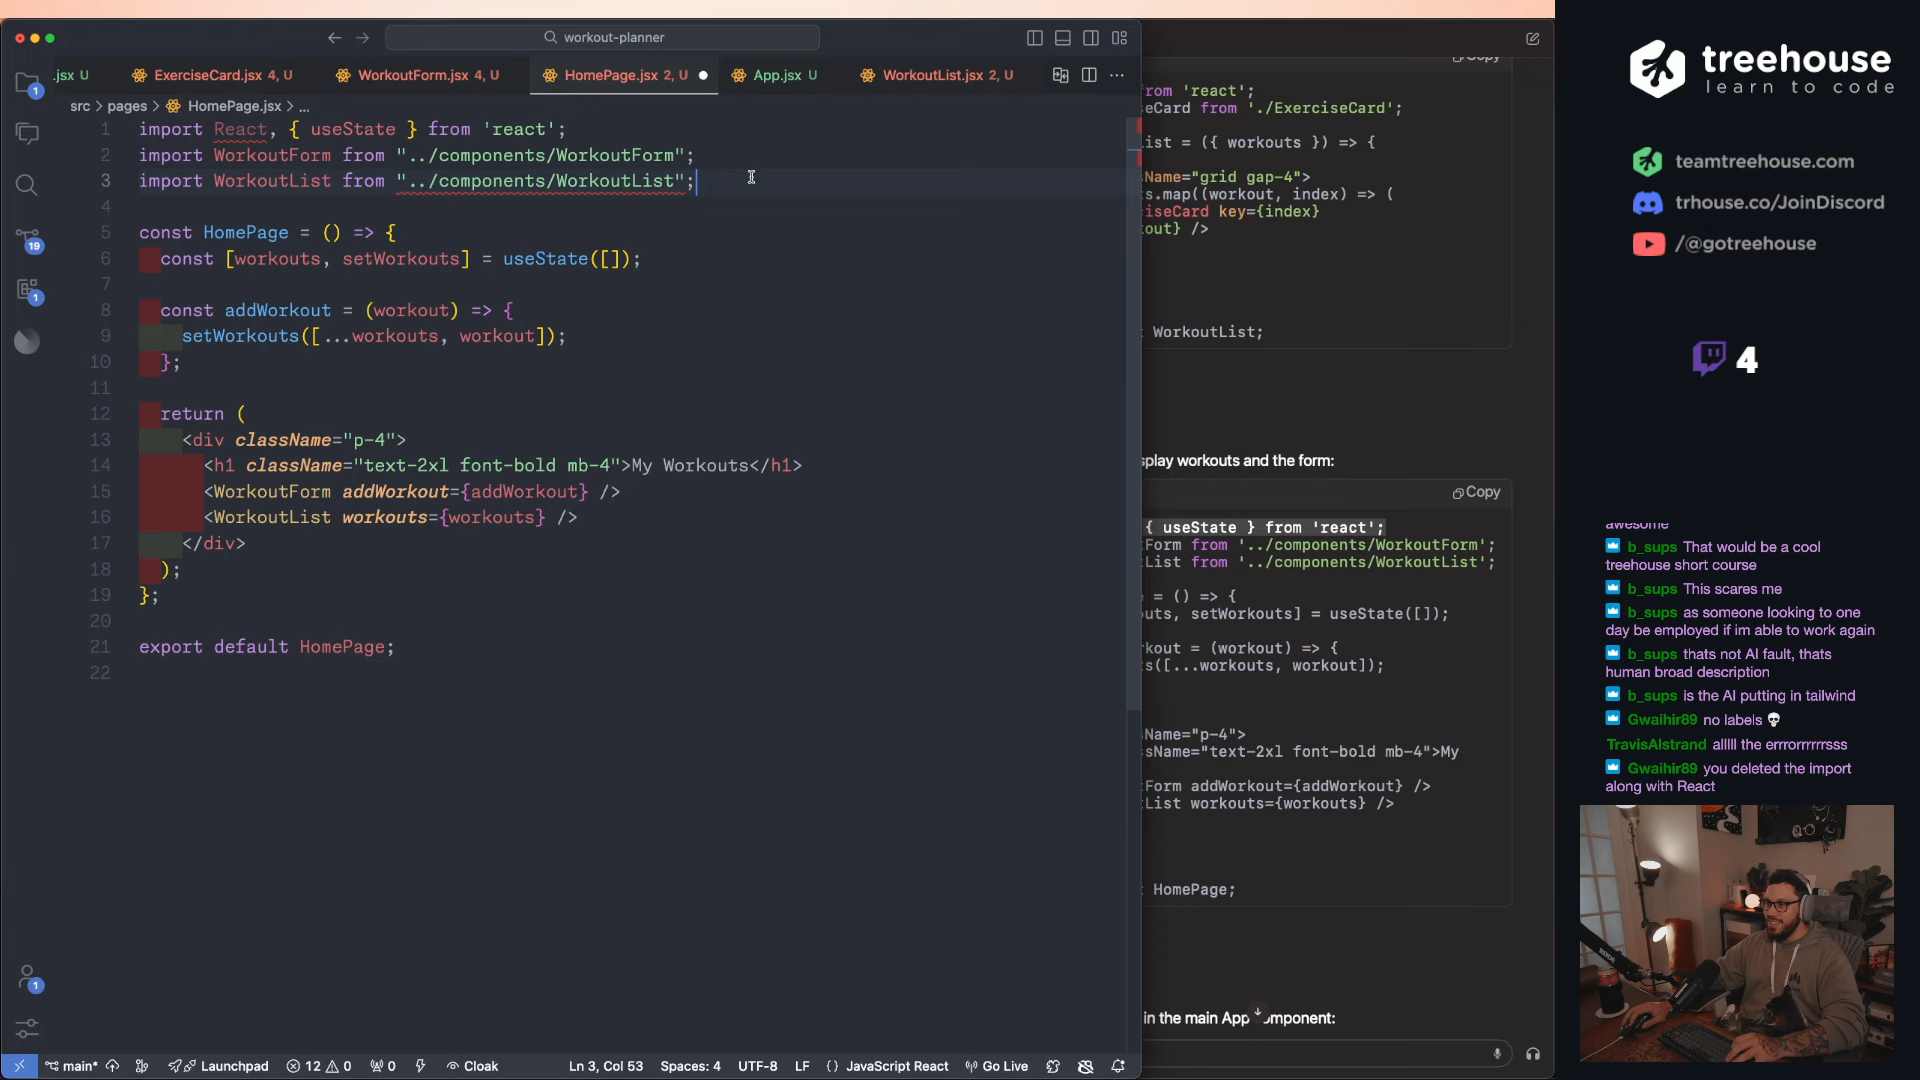 workout-planner
.jsx U
ExerciseCard.jsx 4, U
WorkoutForm.jsx 4, U
HomePage.jsx 2, U
App.jsx U
WorkoutList.jsx 2, U
src > pages > HomePage.jsx > ...
1 import React, { useState } from 'react';
2 import WorkoutForm from "../components/WorkoutForm";
3 import WorkoutList from "../components/WorkoutList";
4
5 const HomePage = () => {
6 const [workouts, setWorkouts] = useState([]);
7
8 const addWorkout = (workout) => {
9 setWorkouts([...workouts, workout]);
10 };
11
12 return (
13 <div className="p-4">
14 <h1 className="text-2xl font-bold mb-4">My Workouts</h1>
15 <WorkoutForm addWorkout={addWorkout} />
16 <WorkoutList workouts={workouts} />
17 </div>
18 );
19 };
20
21 export default HomePage;
22
1
19
1
1
main*
Launchpad
12 0
0
Cloak
Ln 3, Col 53
Spaces: 4
UTF-8
LF
{} JavaScript React
Go Live
Copy
rom 'react';
eCard from './ExerciseCard';
ist = ({ workouts }) => {
Name="grid gap-4">
s.map((workout, index) => (
iseCard key={index}
out} />
WorkoutList;
splay workouts and the form:
Copy
{ useState } from 'react';
Form from '../components/WorkoutForm';
List from '../components/WorkoutList';
= () => {
uts, setWorkouts] = useState([]);
rkout = (workout) => {
s([...workouts, workout]);
sName="p-4">
sName="text-2xl font-bold mb-4">My
Form addWorkout={addWorkout} />
List workouts={workouts} />
HomePage;
in the main App
mponent:
treehouse
learn to code
teamtreehouse.com
trhouse.co/JoinDiscord
/@gotreehouse
4
awesome
b_sups That would be a cool
treehouse short course
b_sups This scares me
b_sups as someone looking to one
day be employed if im able to work again
b_sups thats not AI fault, thats
human broad description
b_sups is the AI putting in tailwind
Gwaihir89 no labels 💀
TravisAlstrand alllll the errrorrrrrrsss
Gwaihir89 you deleted the import
along with React